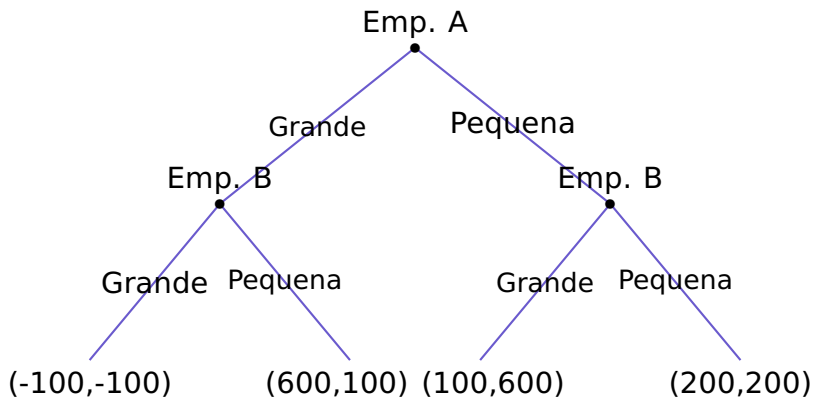 Emp. A
Grande
Pequena
Emp. B
Emp. B
Grande
Pequena
Grande
Pequena
(-100,-100)
(600,100)
(100,600)
(200,200)